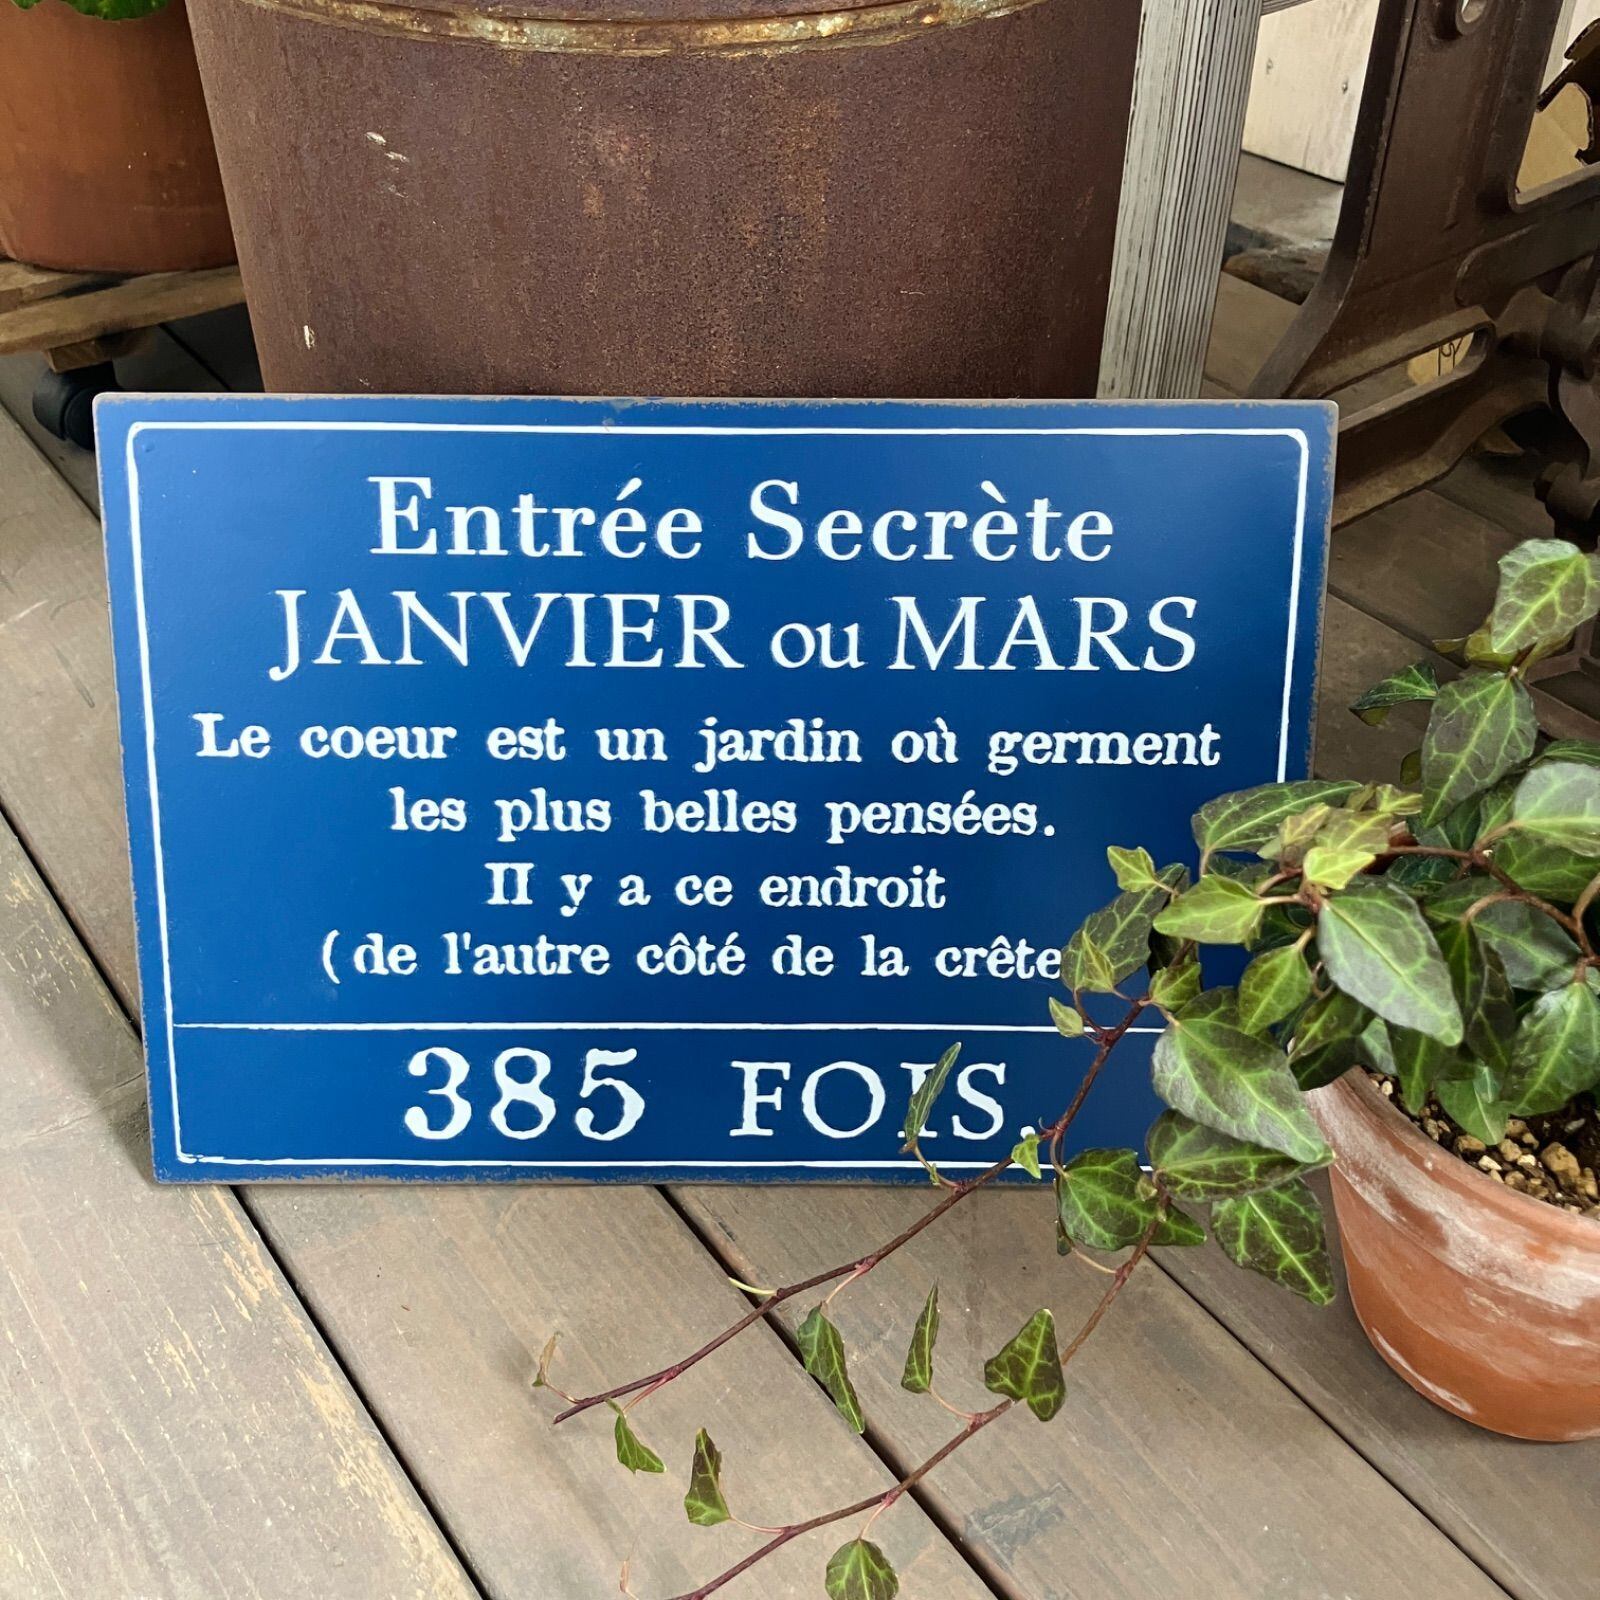 Entrée Secrète
JANVIER ou MARS
Le coeur est un jardin où germent
les plus belles pensées.
Il y a ce endroit
(de l'autre côté de la crête
385 FOIS.